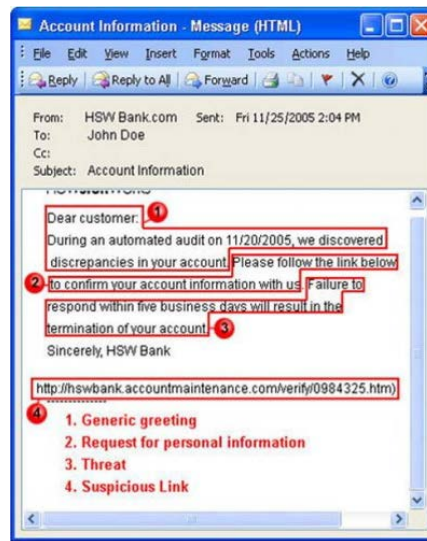 Account Information - Message (HTML)
File Edit View Insert Format Tools Actions Help
Reply Reply to All Forward
From: HSW Bank.com Sent: Fri 11/25/2005 2:04 PM
To: John Doe
Cc:
Subject: Account Information
Dear customer: 1
During an automated audit on 11/20/2005, we discovered
discrepancies in your account. Please follow the link below
2 to confirm your account information with us. Failure to
respond within five business days will result in the
termination of your account. 3
Sincerely, HSW Bank
http://hswbank.accountmaintenance.com/verify/0984325.htm)
4
1. Generic greeting
2. Request for personal information
3. Threat
4. Suspicious Link